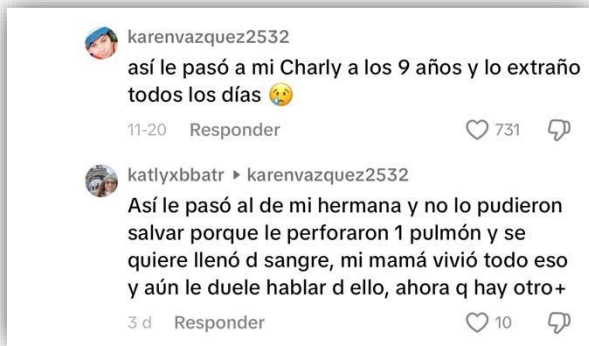 karenvazquez2532
así le pasó a mi Charly a los 9 años y lo extraño
todos los días 😢
11-20 Responder 731
katlyxbbatr ▸ karenvazquez2532
Así le pasó al de mi hermana y no lo pudieron
salvar porque le perforaron 1 pulmón y se
quiere llenó d sangre, mi mamá vivió todo eso
y aún le duele hablar d ello, ahora q hay otro+
3 d Responder 10